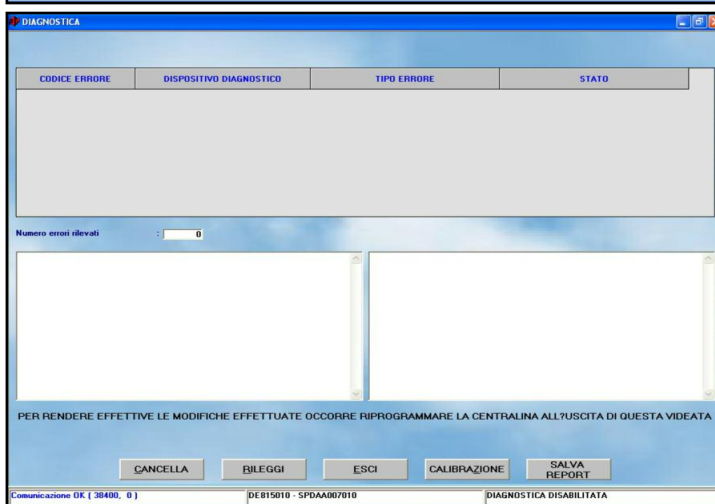 DIAGNOSTICA
CODICE ERRORE DISPOSITIVO DIAGNOSTICO TIPO ERRORE STATO
Numero errori rilevati : 0
PER RENDERE EFFETTIVE LE MODIFICHE EFFETTUATE OCCORRE RIPROGRAMMARE LA CENTRALINA ALL?USCITA DI QUESTA VIDEATA
CANCELLA RILEGGI ESCI CALIBRAZIONE SALVA
REPORT
Comunicazione OK ( 38400, 0 ) DE815010 - SPDAA007010 DIAGNOSTICA DISABILITATA